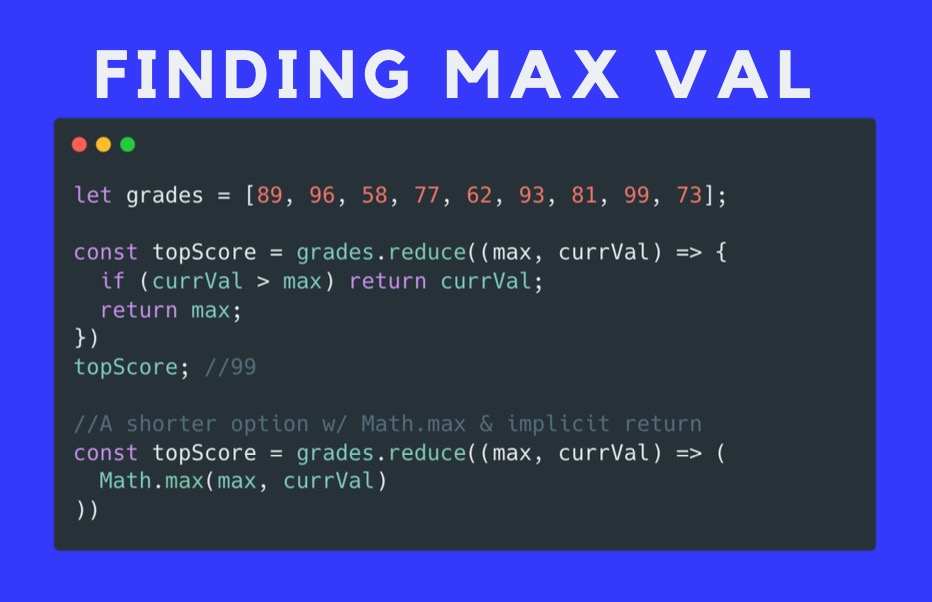 FINDING MAX VAL
let grades = [89, 96, 58, 77, 62, 93, 81, 99, 73];
const topScore = grades.reduce((max, currVal) => {
  if (currVal > max) return currVal;
  return max;
})
topScore; //99
//A shorter option w/ Math.max & implicit return
const topScore = grades.reduce((max, currVal) => (
  Math.max(max, currVal)
))